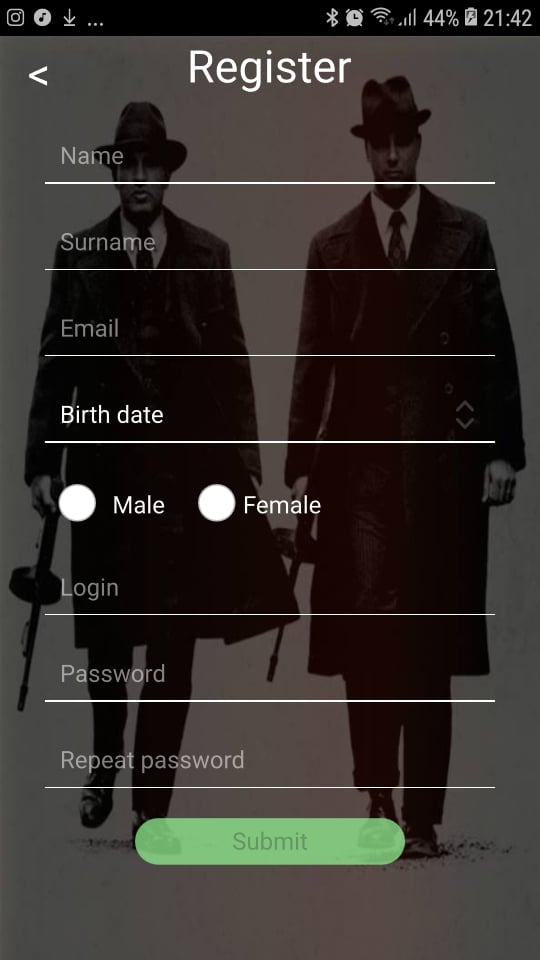 ... 44% 21:42
< Register
Name
Surname
Email
Birth date
Male Female
Login
Password
Repeat password
Submit